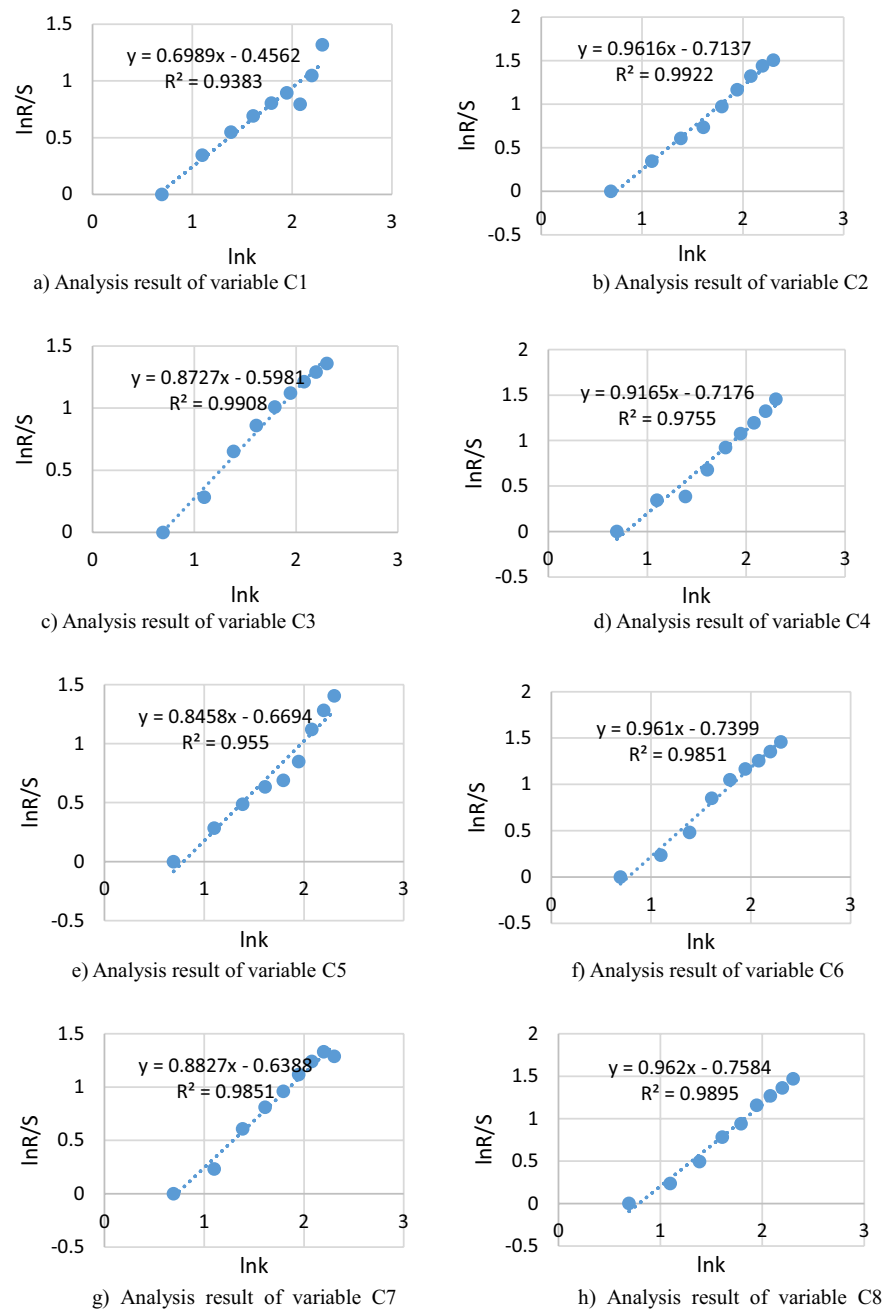 1.5
y = 0.6989x - 0.4562
R² = 0.9383
1
0.5
0
0
1
2
3
lnR/S
lnk
a) Analysis result of variable C1
2
y = 0.9616x - 0.7137
R² = 0.9922
1.5
1
0.5
0
-0.5
0
1
2
3
lnR/S
lnk
b) Analysis result of variable C2
1.5
y = 0.8727x - 0.5981
R² = 0.9908
1
0.5
0
0
1
2
3
lnR/S
lnk
c) Analysis result of variable C3
2
y = 0.9165x - 0.7176
R² = 0.9755
1.5
1
0.5
0
-0.5
0
1
2
3
lnR/S
lnk
d) Analysis result of variable C4
1.5
y = 0.8458x - 0.6694
R² = 0.955
1
0.5
0
-0.5
0
1
2
3
lnR/S
lnk
e) Analysis result of variable C5
2
y = 0.961x - 0.7399
R² = 0.9851
1.5
1
0.5
0
-0.5
0
1
2
3
lnR/S
lnk
f) Analysis result of variable C6
1.5
y = 0.8827x - 0.6388
R² = 0.9851
1
0.5
0
-0.5
0
1
2
3
lnR/S
lnk
g) Analysis result of variable C7
2
y = 0.962x - 0.7584
R² = 0.9895
1.5
1
0.5
0
-0.5
0
1
2
3
lnR/S
lnk
h) Analysis result of variable C8